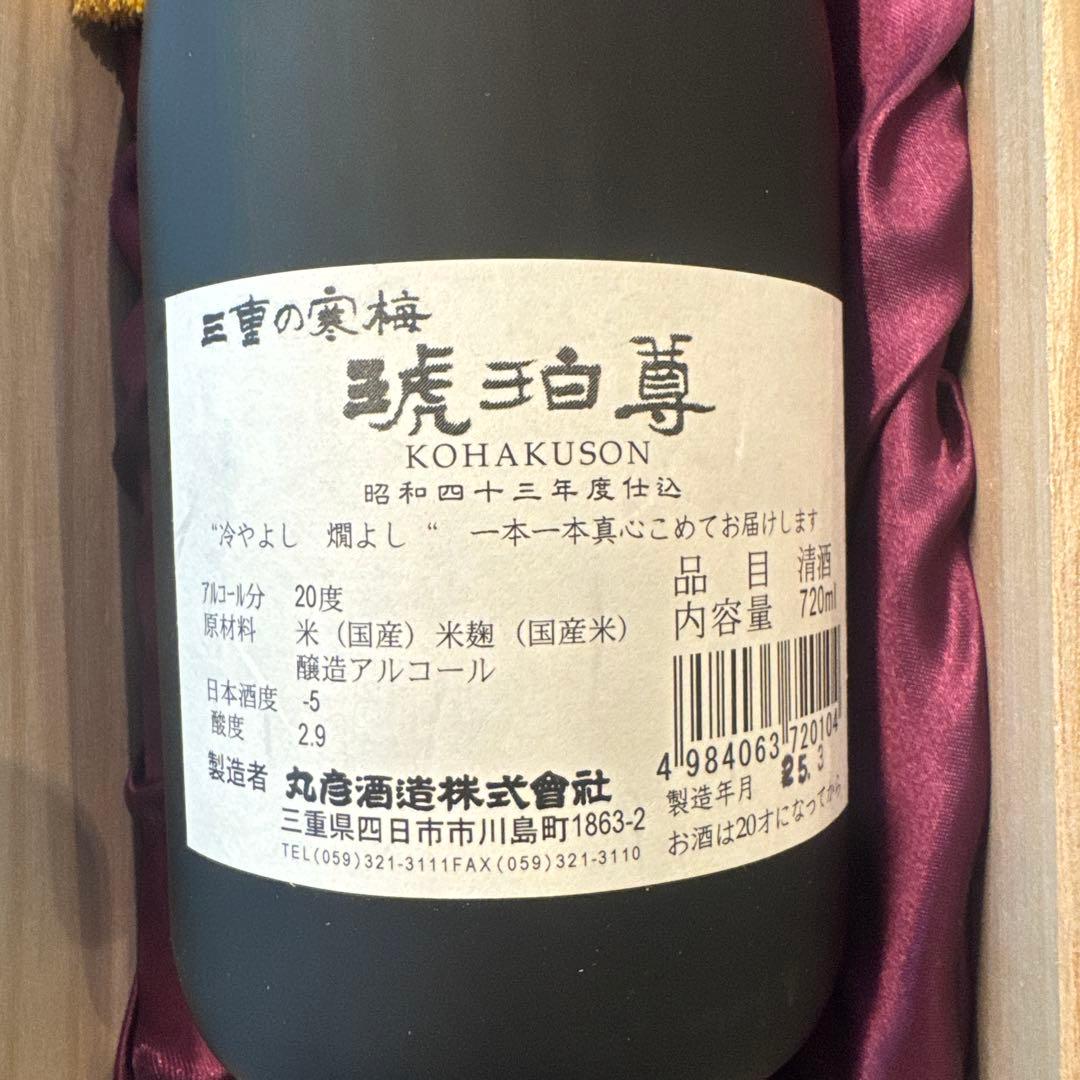 三重の寒梅
琥珀尊
KOHAKUSON
昭和四十三年度仕込
“冷やよし 燗よし “ 一本一本真心こめてお届けします
品目 清酒
内容量 720ml
アルコール分 20度
原材料 米（国産）米麹（国産米）
醸造アルコール
日本酒度 -5
酸度 2.9
製造者 丸彦酒造株式會社
三重県四日市市川島町1863-2
TEL(059)321-3111FAX(059)321-3110
4 984063 720104
製造年月 25. 3
お酒は20才になってから